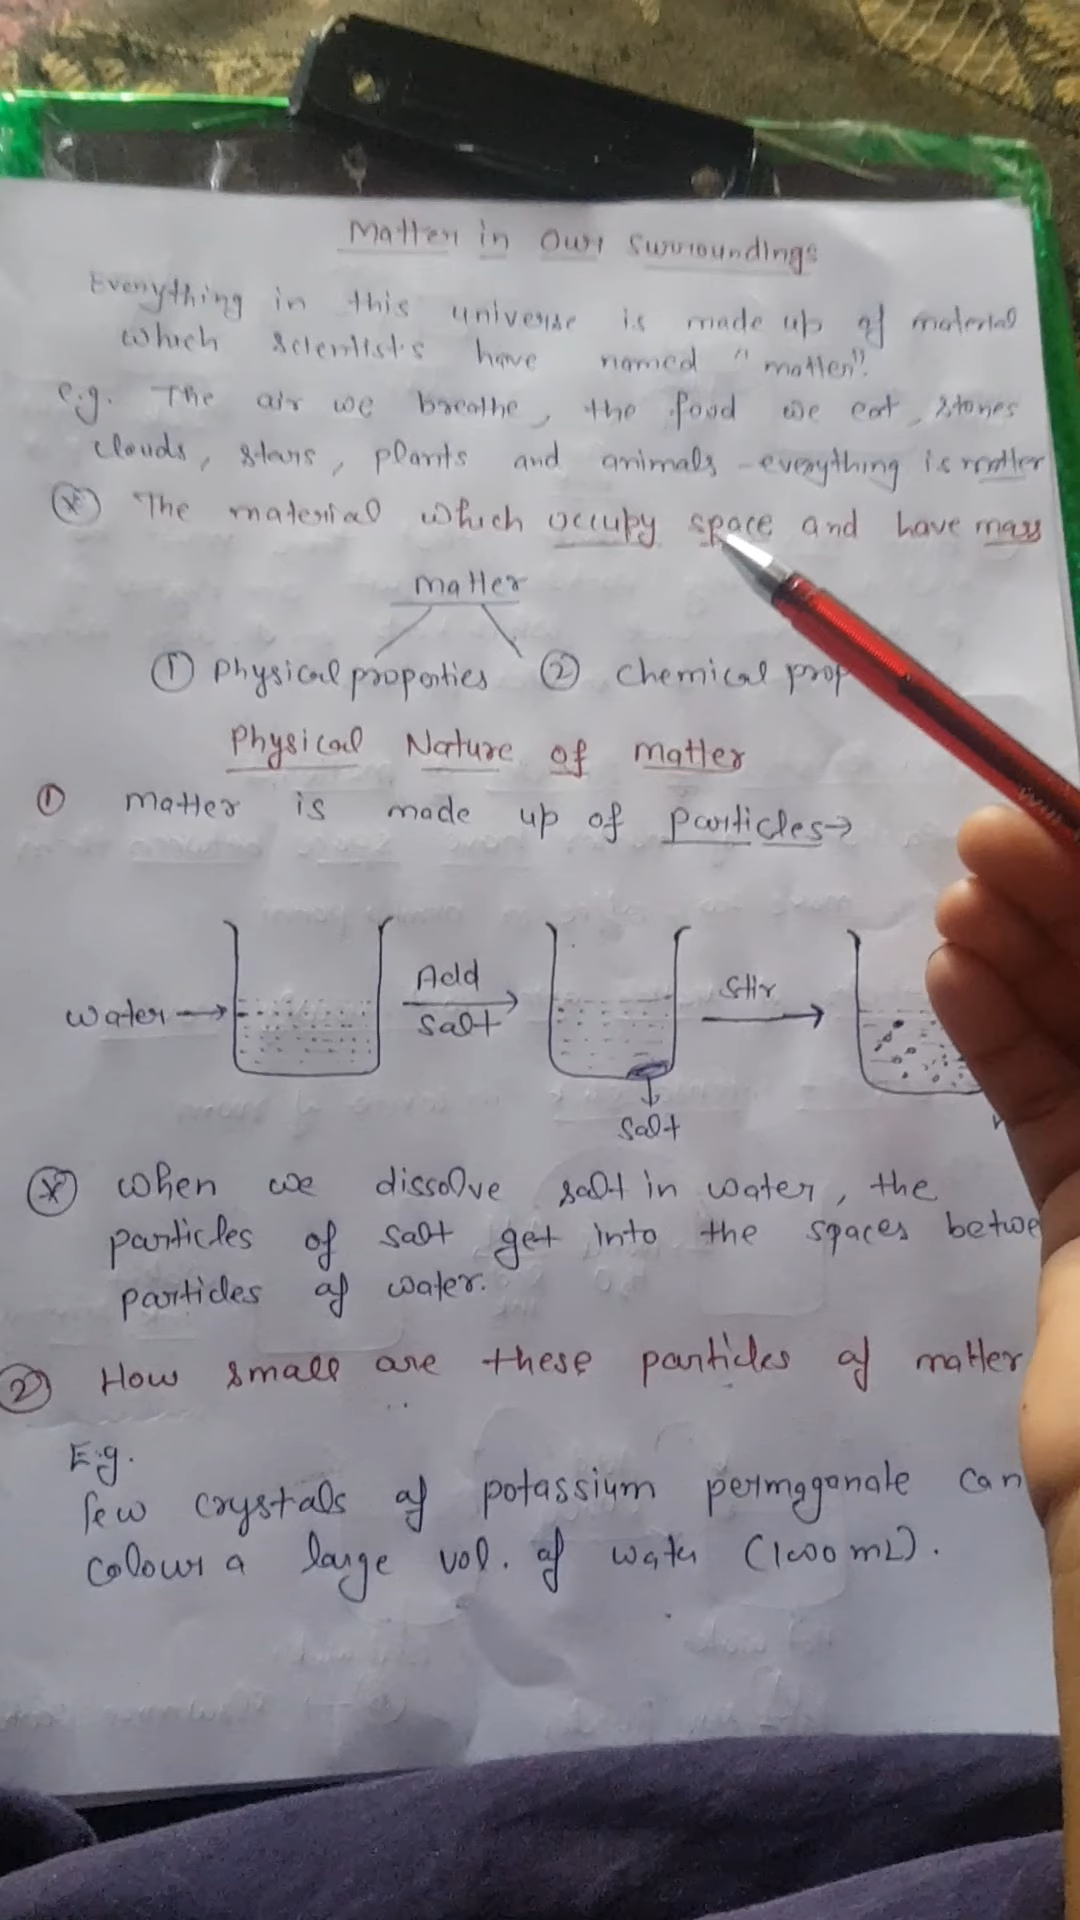 Matter in Our Surroundings
Everything in this universe is made up of material
which scientists have named "matter".
e.g. The air we breathe, the food we eat, stones
clouds, stars, plants and animals - everything is matter
* The material which occupy space and have mass
matter
① Physical properties ② Chemical prop
Physical Nature of matter
① matter is made up of particles→
water→ Add Salt → Stir →
Salt
* when we dissolve salt in water, the
particles of salt get into the spaces betwe
particles of water.
② How small are these particles of matter
E.g.
few crystals of potassium permaganate can
colour a large vol. of water (1000 mL).